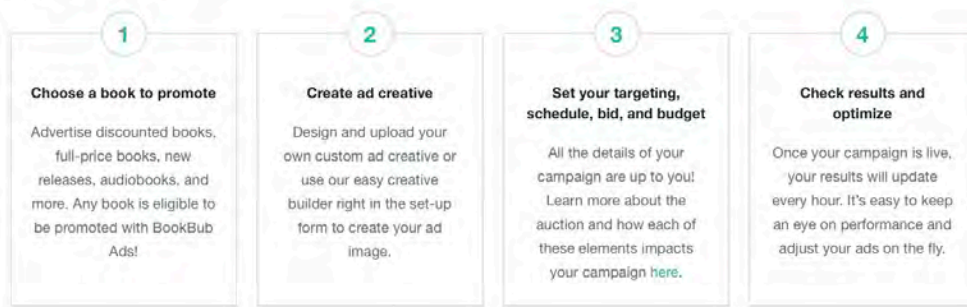 1
Choose a book to promote
Advertise discounted books,
full-price books, new
releases, audiobooks, and
more. Any book is eligible to
be promoted with BookBub
Ads!
2
Create ad creative
Design and upload your
own custom ad creative or
use our easy creative
builder right in the set-up
form to create your ad
image.
3
Set your targeting,
schedule, bid, and budget
All the details of your
campaign are up to you!
Learn more about the
auction and how each of
these elements impacts
your campaign here.
4
Check results and
optimize
Once your campaign is live,
your results will update
every hour. It's easy to keep
an eye on performance and
adjust your ads on the fly.